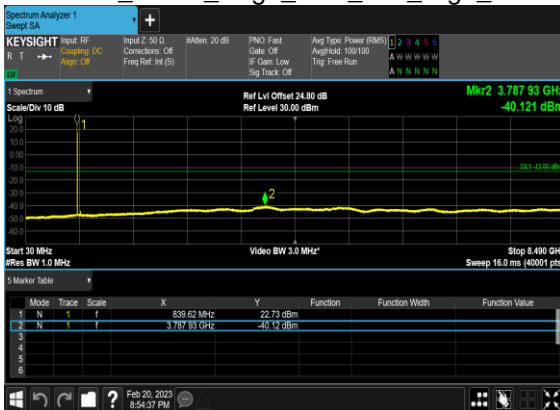 Spectrum Analyzer 1
Swept SA
+
KEYSIGHT
R T
Input: RF
Coupling: DC
Align: Off
Input Z: 50 Ω
Corrections: Off
Freq Ref: Int (S)
#Atten: 20 dB
PNO: Fast
Gate: Off
IF Gain: Low
Sig Track: Off
Avg Type: Power (RMS)
Avg|Hold: 100/100
Trig: Free Run
1 2 3 4 5 6
A W W W W W
A N N N N N
1 Spectrum
Scale/Div 10 dB
Ref Lvl Offset 24.80 dB
Ref Level 30.00 dBm
Mkr2 3.787 93 GHz
-40.121 dBm
Log
20.0
10.0
0.00
-10.0
-20.0
-30.0
-40.0
-50.0
-60.0
1
2
DL1 -13.00 dBm
Start 30 MHz
#Res BW 1.0 MHz
Video BW 3.0 MHz*
Stop 8.490 GH
Sweep 16.0 ms (40001 pts
5 Marker Table
Mode Trace Scale X Y Function Function Width Function Value
1 N 1 f 839.62 MHz 22.73 dBm
2 N 1 f 3.787 93 GHz -40.12 dBm
3
4
5
6
?
Feb 20, 2023
8:54:37 PM